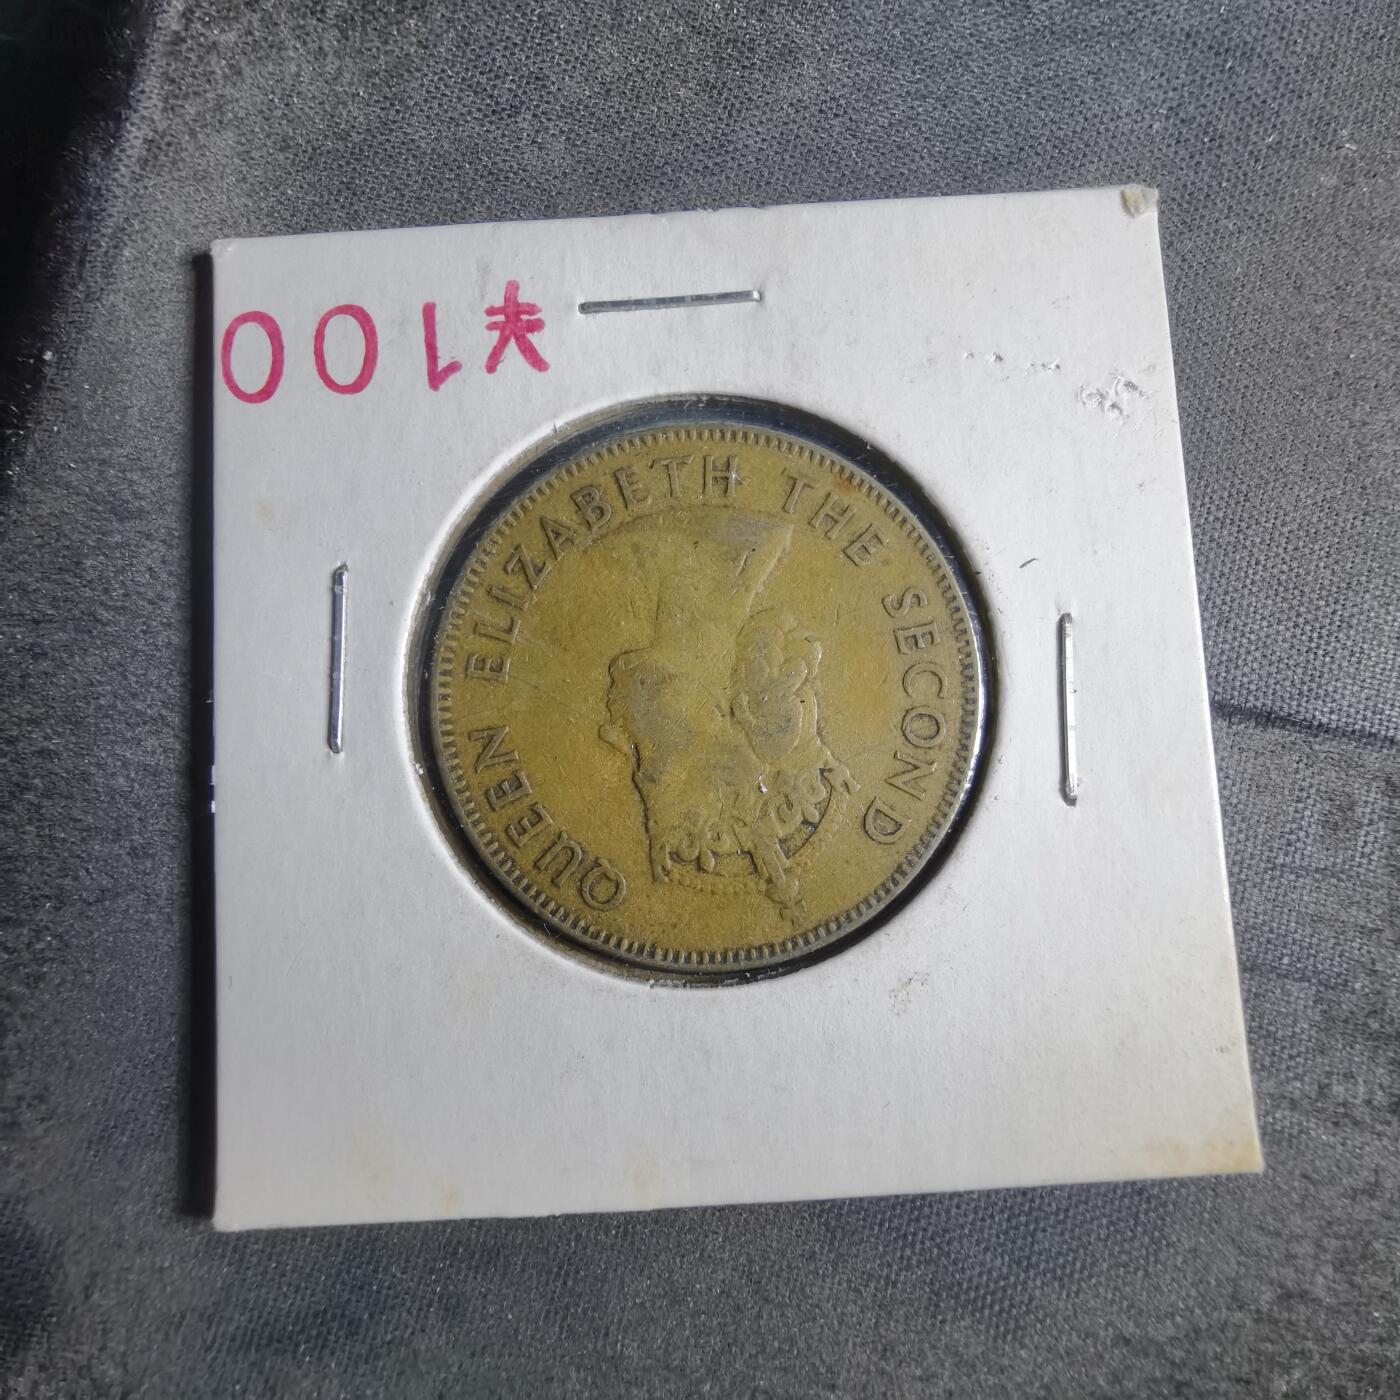 ¥100
QUEEN ELIZABETH THE SECOND